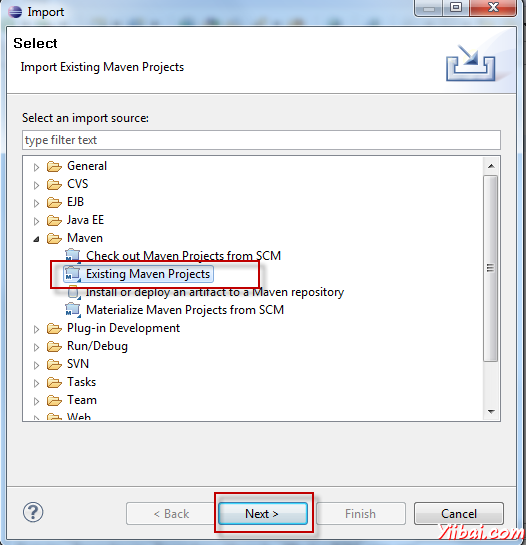 Import
Select
Import Existing Maven Projects
Select an import source:
type filter text
General
CVS
EJB
Java EE
Maven
Check out Maven Projects from SCM
Existing Maven Projects
Install or deploy an artifact to a Maven repository
Materialize Maven Projects from SCM
Plug-in Development
Run/Debug
SVN
Tasks
Team
Web
?
< Back
Next >
Finish
Cancel
Yiibai.com